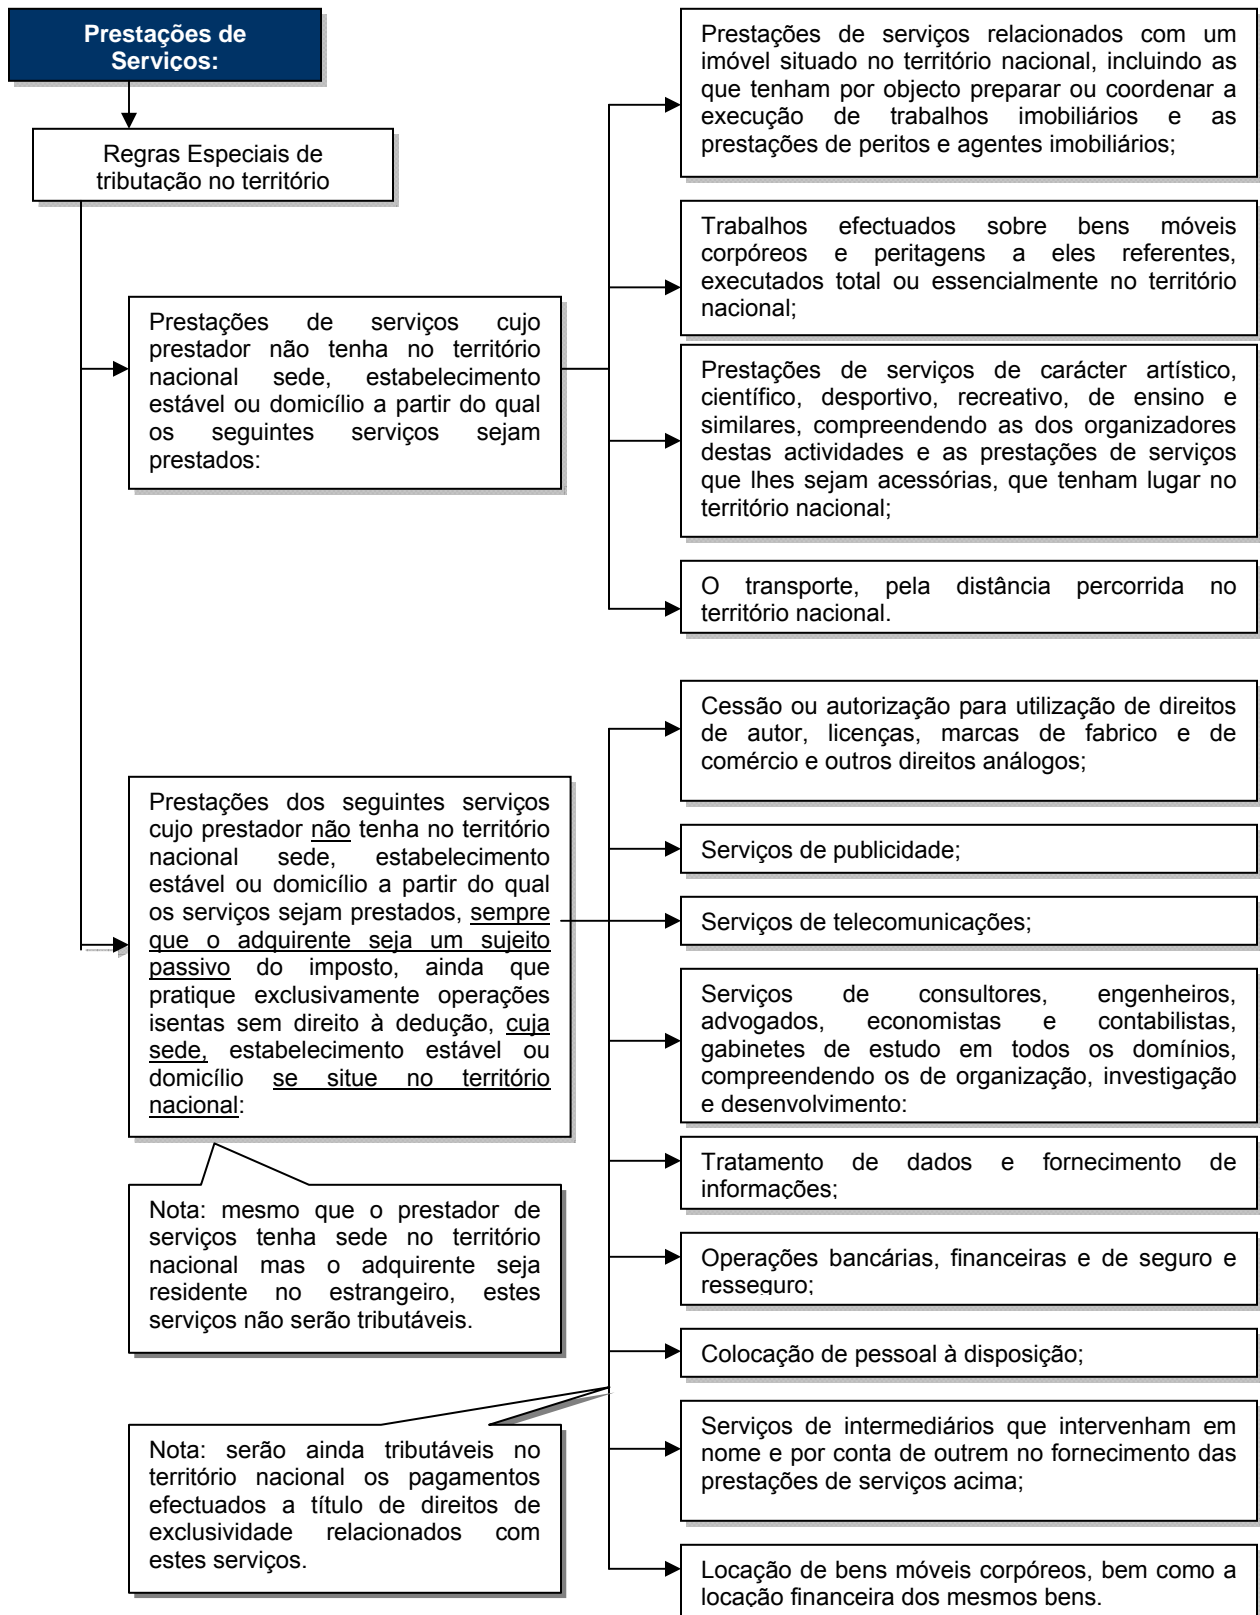 Prestações de
Serviços:
Regras Especiais de
tributação no território
Prestações de serviços cujo
prestador não tenha no território
nacional sede, estabelecimento
estável ou domicílio a partir do qual
os seguintes serviços sejam
prestados:
Prestações de serviços relacionados com um
imóvel situado no território nacional, incluindo as
que tenham por objecto preparar ou coordenar a
execução de trabalhos imobiliários e as
prestações de peritos e agentes imobiliários;
Trabalhos efectuados sobre bens móveis
corpóreos e peritagens a eles referentes,
executados total ou essencialmente no território
nacional;
Prestações de serviços de carácter artístico,
científico, desportivo, recreativo, de ensino e
similares, compreendendo as dos organizadores
destas actividades e as prestações de serviços
que lhes sejam acessórias, que tenham lugar no
território nacional;
O transporte, pela distância percorrida no
território nacional.
Prestações dos seguintes serviços
cujo prestador não tenha no território
nacional sede, estabelecimento
estável ou domicílio a partir do qual
os serviços sejam prestados, sempre
que o adquirente seja um sujeito
passivo do imposto, ainda que
pratique exclusivamente operações
isentas sem direito à dedução, cuja
sede, estabelecimento estável ou
domicílio se situe no território
nacional:
Nota: mesmo que o prestador de
serviços tenha sede no território
nacional mas o adquirente seja
residente no estrangeiro, estes
serviços não serão tributáveis.
Nota: serão ainda tributáveis no
território nacional os pagamentos
efectuados a título de direitos de
exclusividade relacionados com
estes serviços.
Cessão ou autorização para utilização de direitos
de autor, licenças, marcas de fabrico e de
comércio e outros direitos análogos;
Serviços de publicidade;
Serviços de telecomunicações;
Serviços de consultores, engenheiros,
advogados, economistas e contabilistas,
gabinetes de estudo em todos os domínios,
compreendendo os de organização, investigação
e desenvolvimento:
Tratamento de dados e fornecimento de
informações;
Operações bancárias, financeiras e de seguro e
resseguro;
Colocação de pessoal à disposição;
Serviços de intermediários que intervenham em
nome e por conta de outrem no fornecimento das
prestações de serviços acima;
Locação de bens móveis corpóreos, bem como a
locação financeira dos mesmos bens.